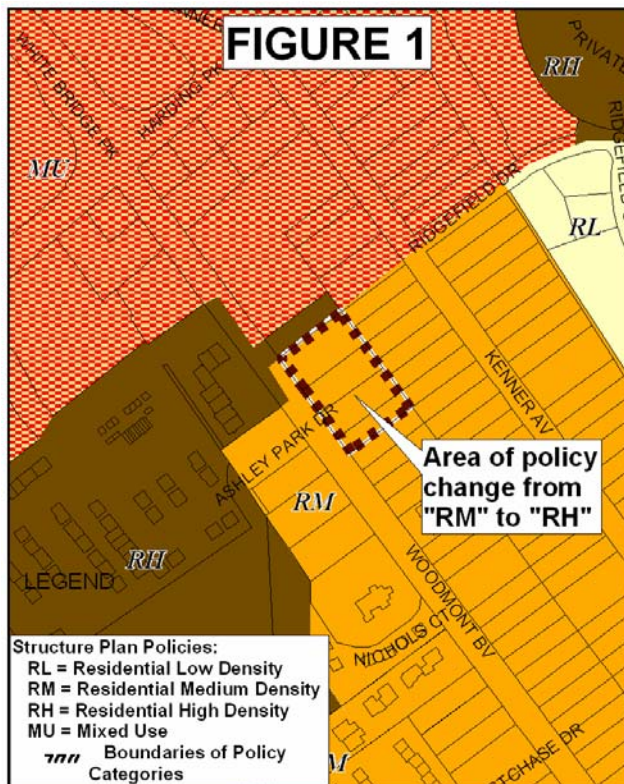 FIGURE 1
PRIVATE
RH
WHITE BRIDGE PK
HARDING PK
MU
RIDGEFIELD DR
RL
KENNER AV
ASHLEY PARK DR
Area of policy
change from
"RM" to "RH"
RM
RH
WOODMONT BV
LEGEND
NICHOLS CT
Structure Plan Policies:
RL = Residential Low Density
RM = Residential Medium Density
RH = Residential High Density
MU = Mixed Use
Boundaries of Policy
Categories